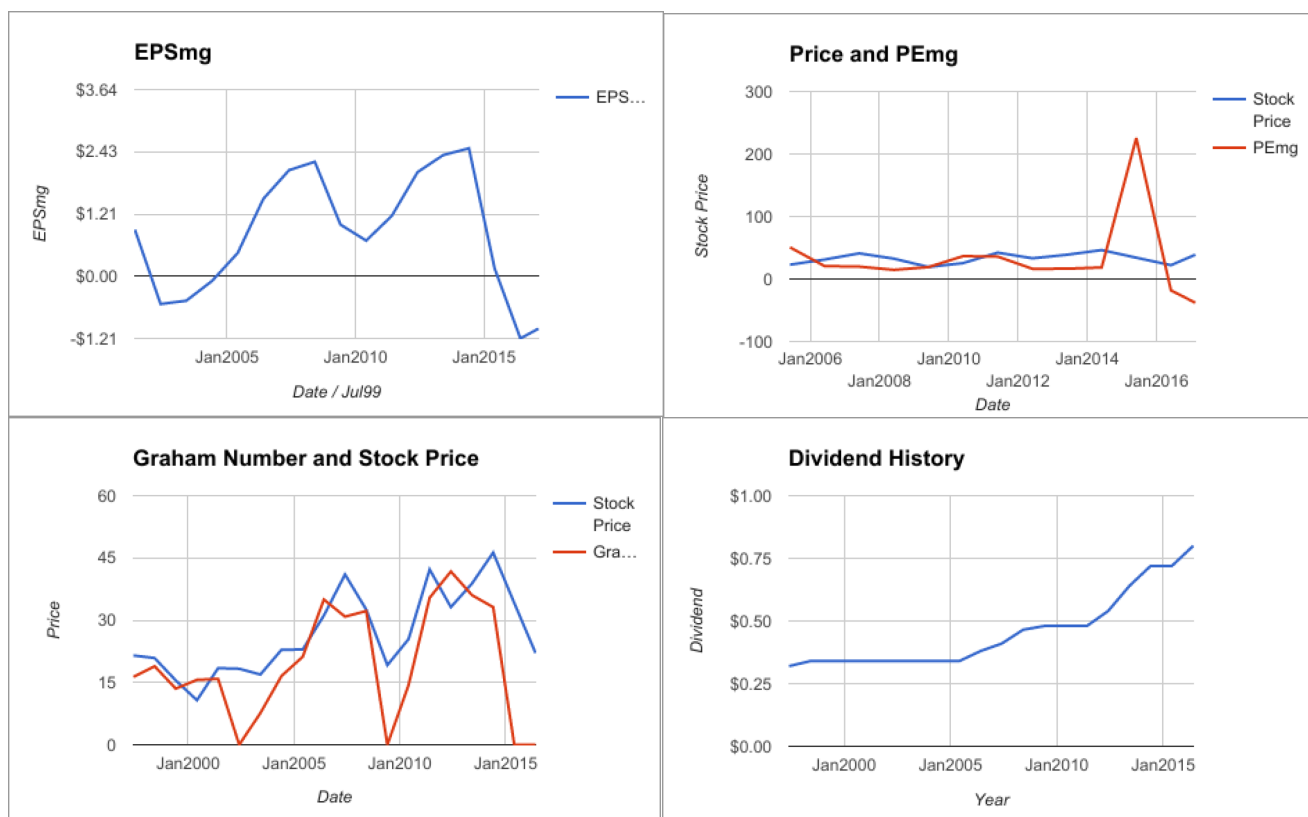 EPSmg
$3.64
$2.43
$1.21
$0.00
-$1.21
EPSmg
Jan2005
Jan2010
Jan2015
Date / Jul99
EPS…
Price and PEmg
300
200
100
0
-100
Stock Price
Jan2006
Jan2008
Jan2010
Jan2012
Jan2014
Jan2016
Date
Stock
Price
PEmg
Graham Number and Stock Price
60
45
30
15
0
Price
Jan2000
Jan2005
Jan2010
Jan2015
Date
Stock
Price
Gra…
Dividend History
$1.00
$0.75
$0.50
$0.25
$0.00
Dividend
Jan2000
Jan2005
Jan2010
Jan2015
Year